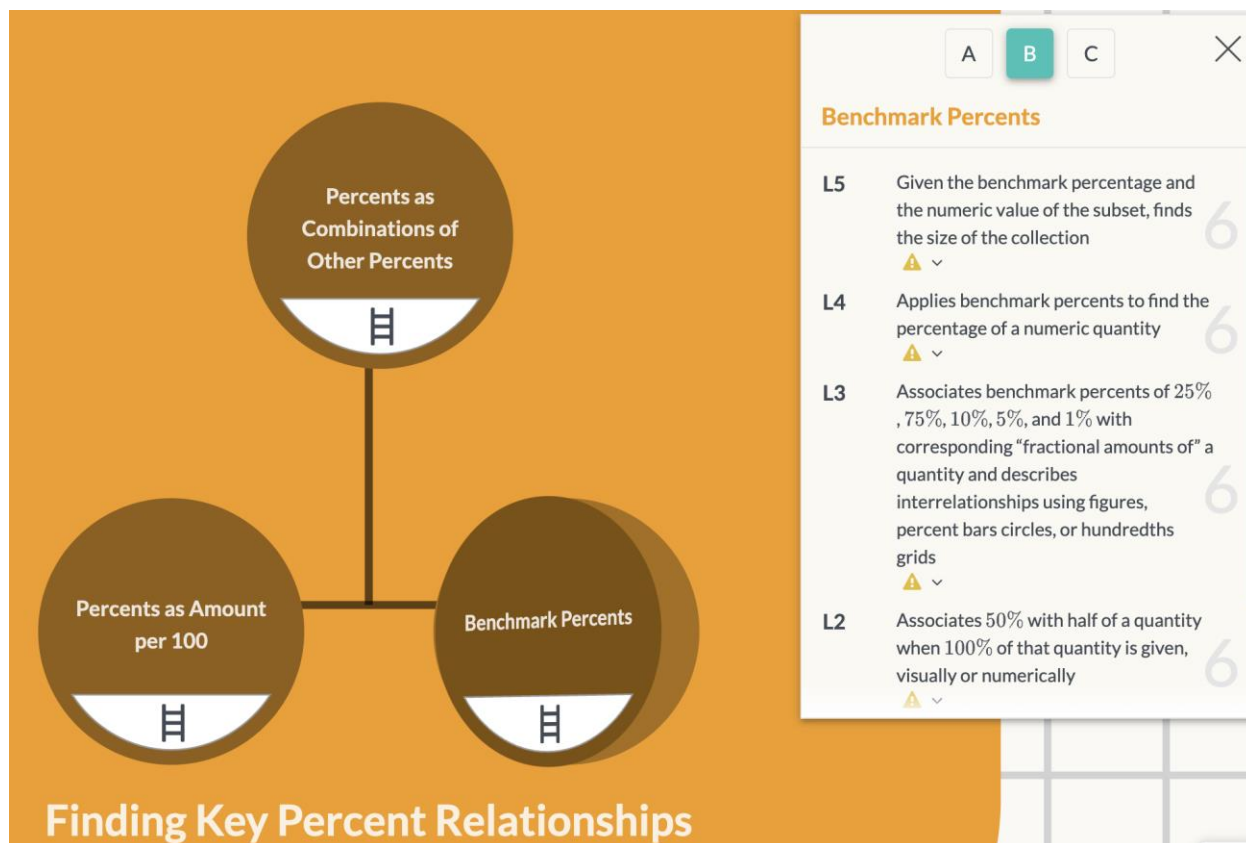 Percents as
Combinations of
Other Percents
Percents as Amount
per 100
Benchmark Percents
Finding Key Percent Relationships
A B C
Benchmark Percents
L5 Given the benchmark percentage and
the numeric value of the subset, finds
the size of the collection
6
L4 Applies benchmark percents to find the
percentage of a numeric quantity
6
L3 Associates benchmark percents of 25%
, 75%, 10%, 5%, and 1% with
corresponding “fractional amounts of” a
quantity and describes
interrelationships using figures,
percent bars circles, or hundredths
grids
6
L2 Associates 50% with half of a quantity
when 100% of that quantity is given,
visually or numerically
6